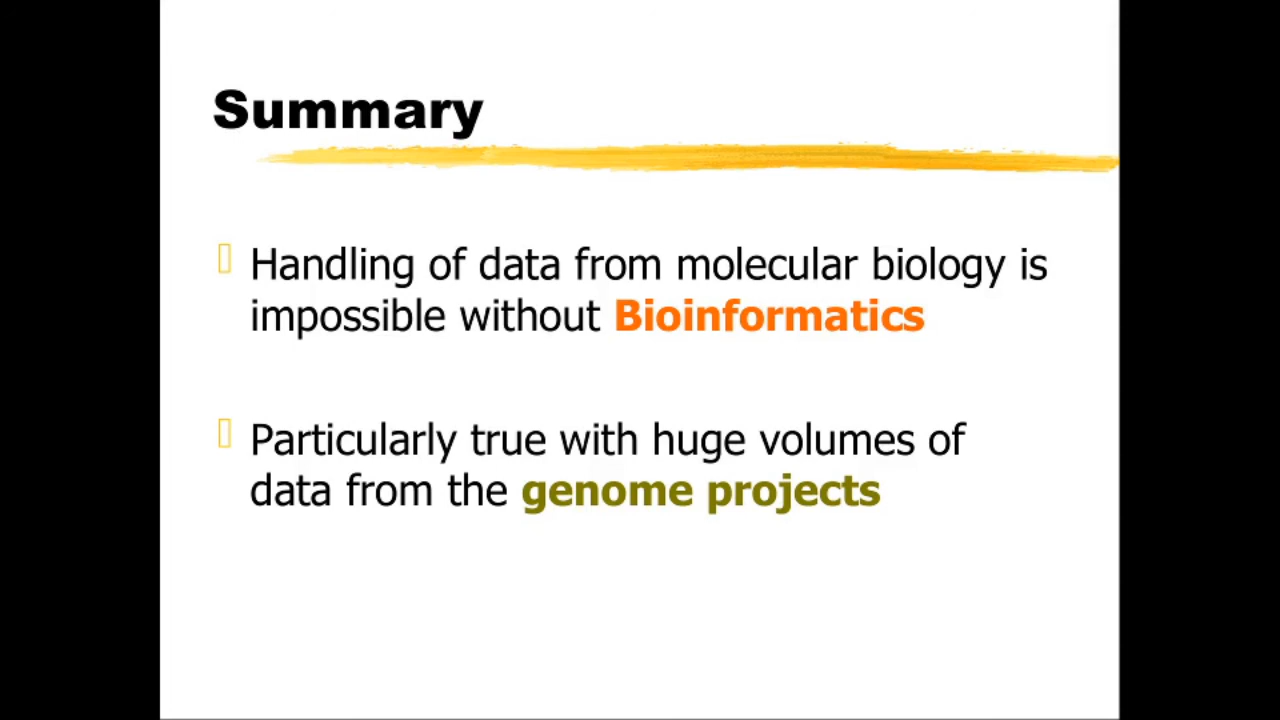 Summary
Handling of data from molecular biology is
impossible without Bioinformatics
Particularly true with huge volumes of
data from the genome projects